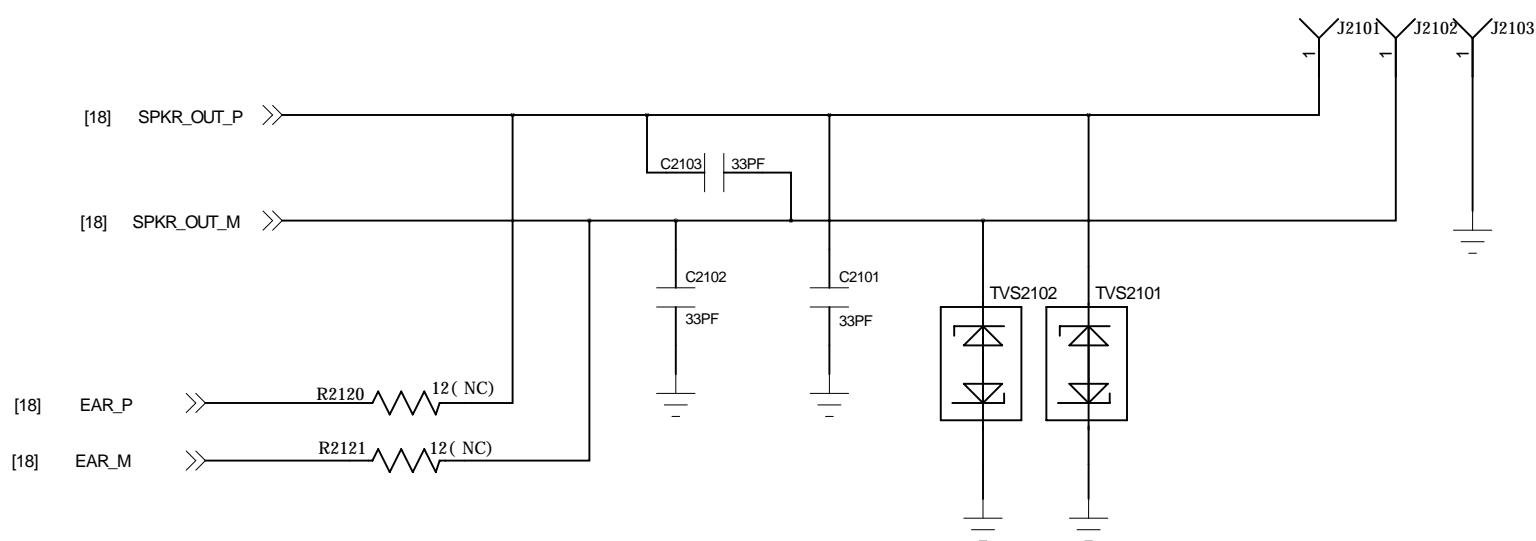 J2101 J2102 J2103
1 1 1
[18] SPKR_OUT_P
C2103 33PF
[18] SPKR_OUT_M
C2102 C2101
33PF 33PF
TVS2102 TVS2101
[18] EAR_P R2120 12( NC)
[18] EAR_M R2121 12( NC)